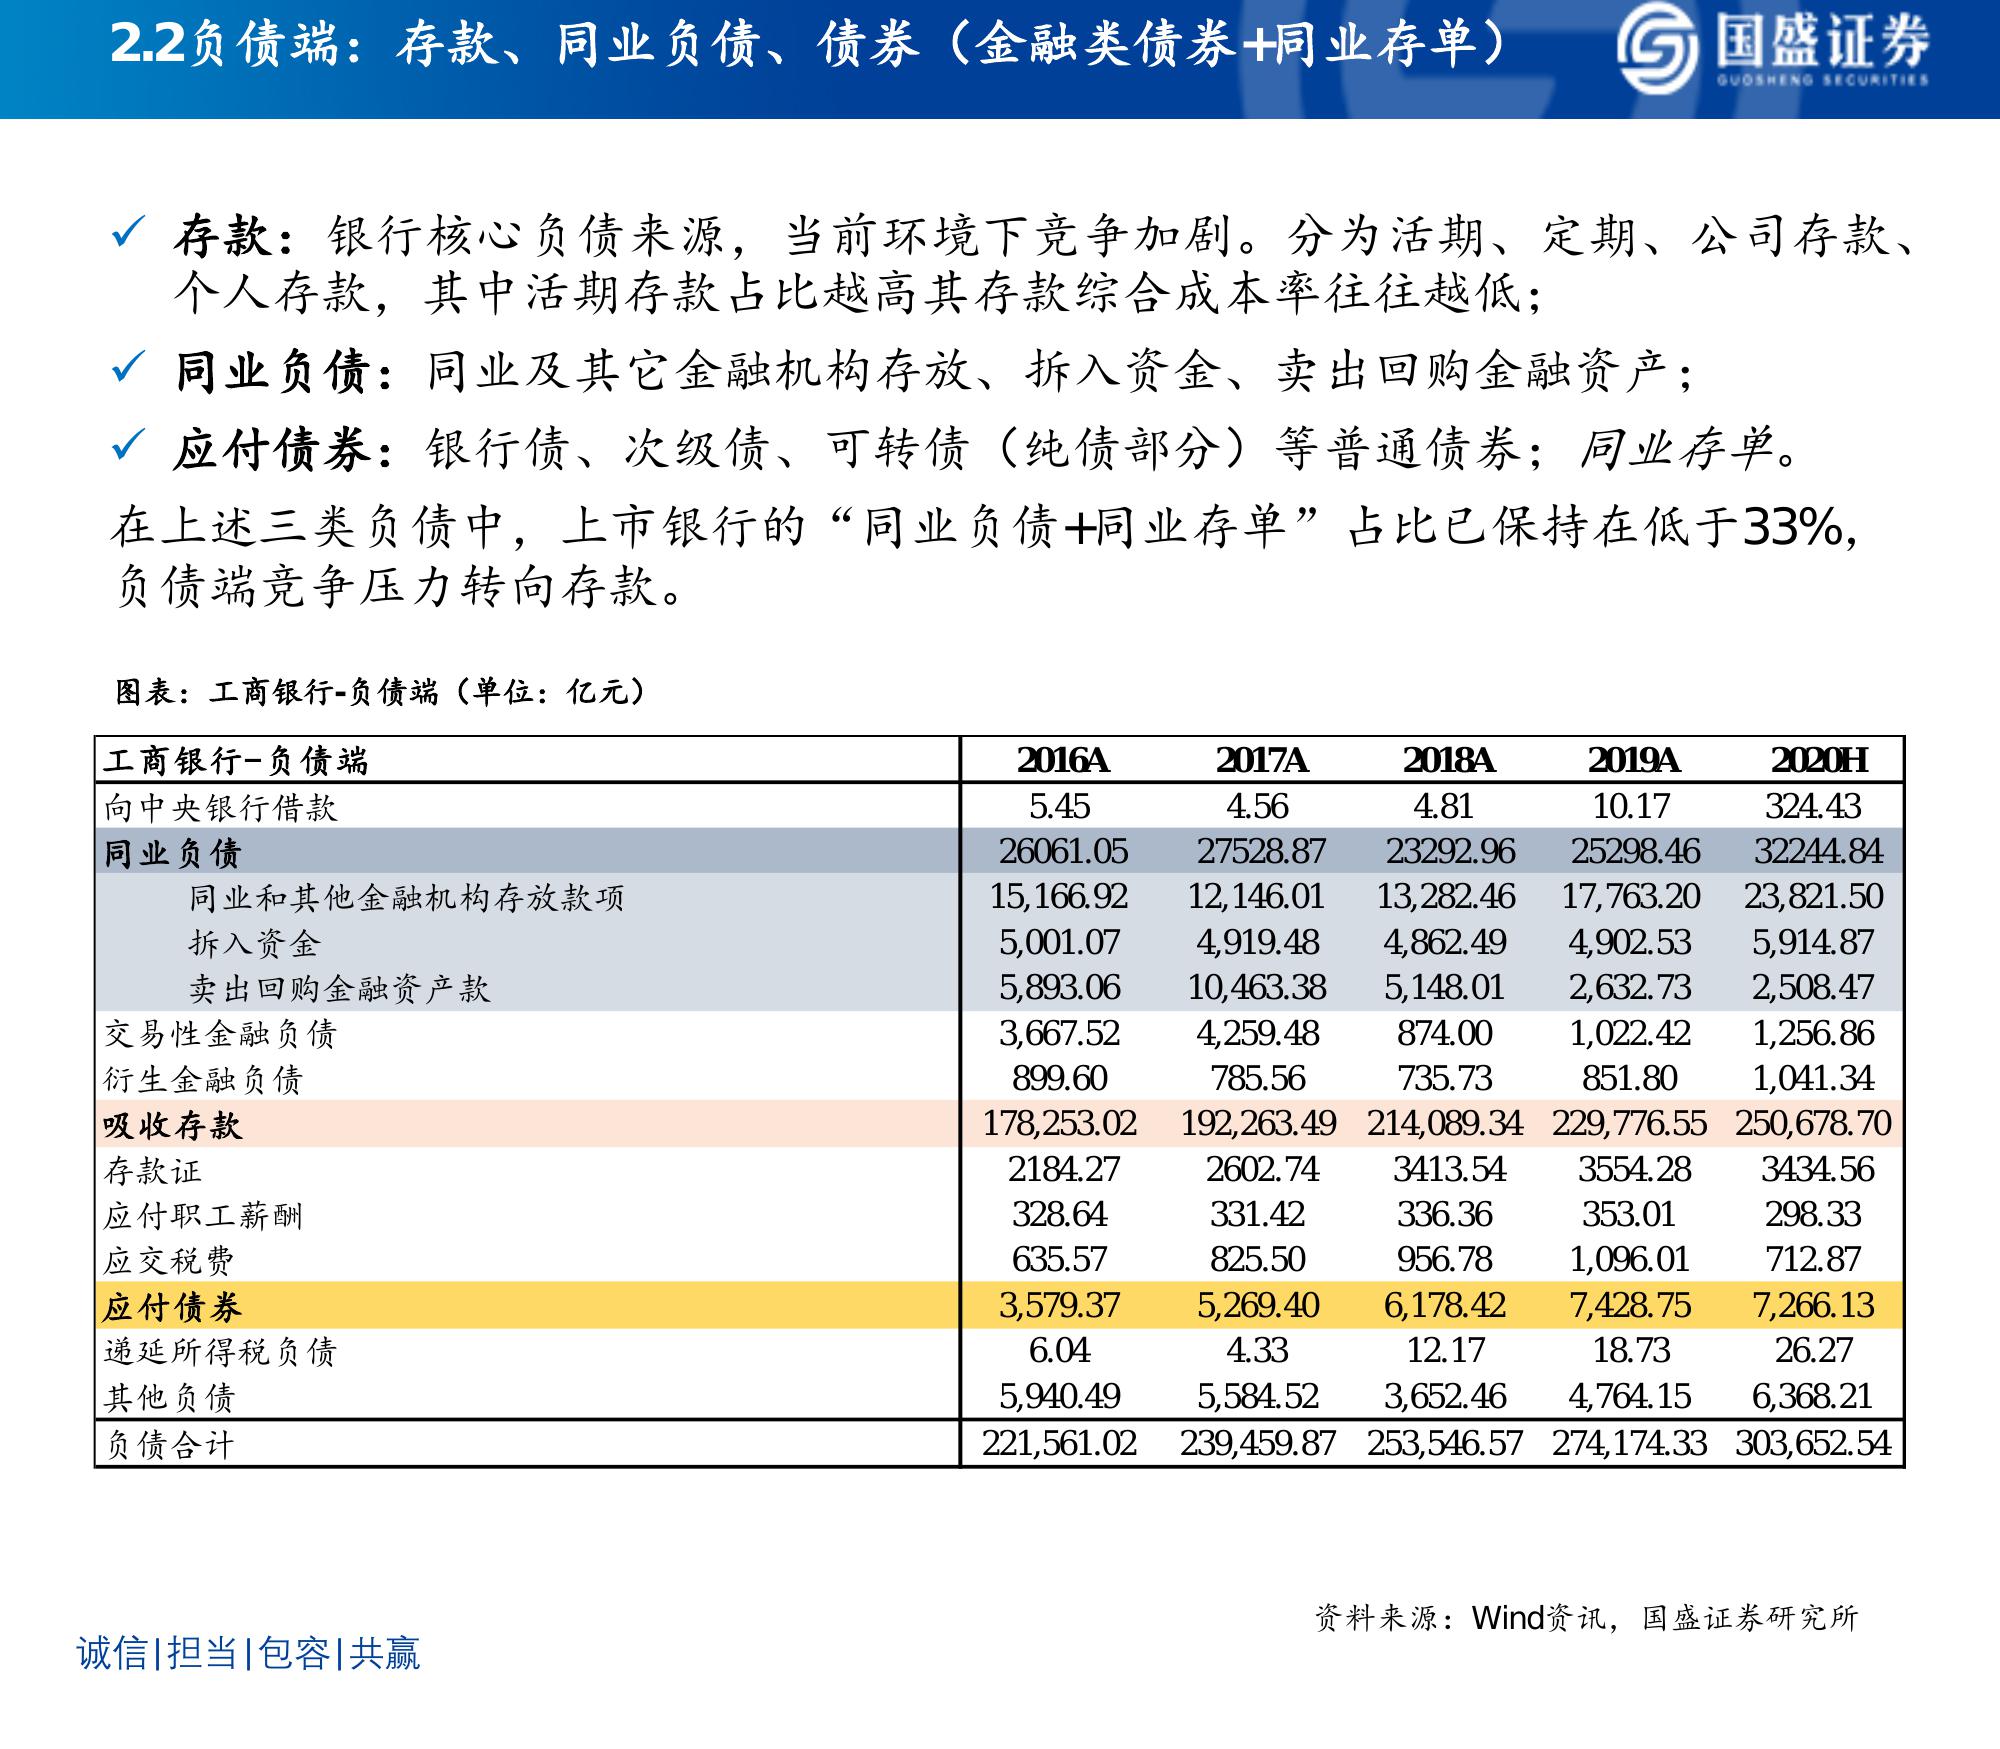 2.2负债端：存款、同业负债、债券（金融类债券+同业存单）
国盛证券
GUOSHENG SECURITIES
✓ 存款：银行核心负债来源，当前环境下竞争加剧。分为活期、定期、公司存款、
个人存款，其中活期存款占比越高其存款综合成本率往往越低；
✓ 同业负债：同业及其它金融机构存放、拆入资金、卖出回购金融资产；
✓ 应付债券：银行债、次级债、可转债（纯债部分）等普通债券；同业存单。
在上述三类负债中，上市银行的“同业负债+同业存单”占比已保持在低于33%，
负债端竞争压力转向存款。
图表：工商银行-负债端（单位：亿元）
工商银行-负债端 2016A 2017A 2018A 2019A 2020H
向中央银行借款 5.45 4.56 4.81 10.17 324.43
同业负债 26061.05 27528.87 23292.96 25298.46 32244.84
同业和其他金融机构存放款项 15,166.92 12,146.01 13,282.46 17,763.20 23,821.50
拆入资金 5,001.07 4,919.48 4,862.49 4,902.53 5,914.87
卖出回购金融资产款 5,893.06 10,463.38 5,148.01 2,632.73 2,508.47
交易性金融负债 3,667.52 4,259.48 874.00 1,022.42 1,256.86
衍生金融负债 899.60 785.56 735.73 851.80 1,041.34
吸收存款 178,253.02 192,263.49 214,089.34 229,776.55 250,678.70
存款证 2184.27 2602.74 3413.54 3554.28 3434.56
应付职工薪酬 328.64 331.42 336.36 353.01 298.33
应交税费 635.57 825.50 956.78 1,096.01 712.87
应付债券 3,579.37 5,269.40 6,178.42 7,428.75 7,266.13
递延所得税负债 6.04 4.33 12.17 18.73 26.27
其他负债 5,940.49 5,584.52 3,652.46 4,764.15 6,368.21
负债合计 221,561.02 239,459.87 253,546.57 274,174.33 303,652.54
资料来源：Wind资讯，国盛证券研究所
诚信|担当|包容|共赢